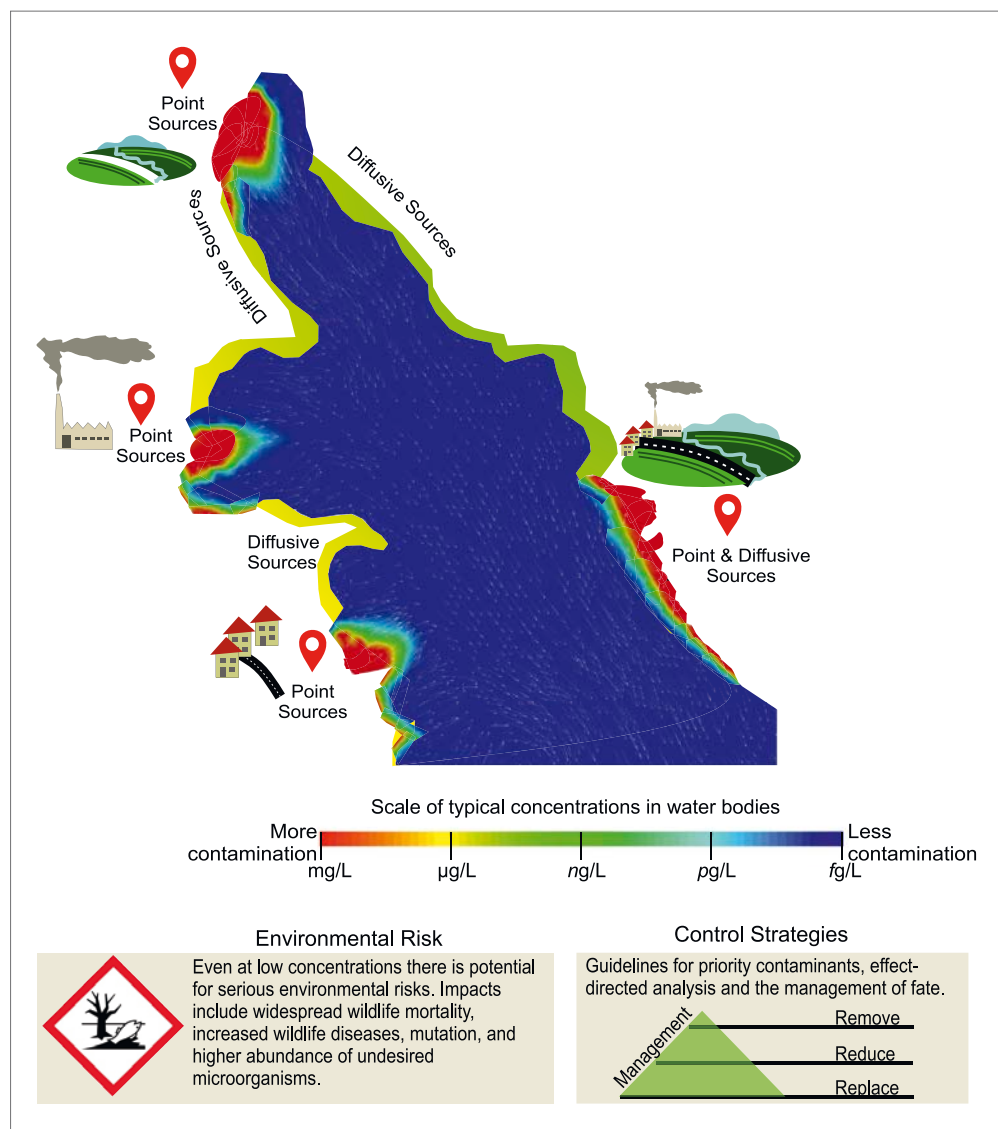 Point
Sources
Diffusive Sources
Diffusive Sources
Point
Sources
Point & Diffusive
Sources
Diffusive
Sources
Point
Sources
Scale of typical concentrations in water bodies
More
contamination
Less
contamination
mg/L
µg/L
ng/L
pg/L
fg/L
Environmental Risk
Even at low concentrations there is potential
for serious environmental risks. Impacts
include widespread wildlife mortality,
increased wildlife diseases, mutation, and
higher abundance of undesired
microorganisms.
Control Strategies
Guidelines for priority contaminants, effect-
directed analysis and the management of fate.
Management
Remove
Reduce
Replace